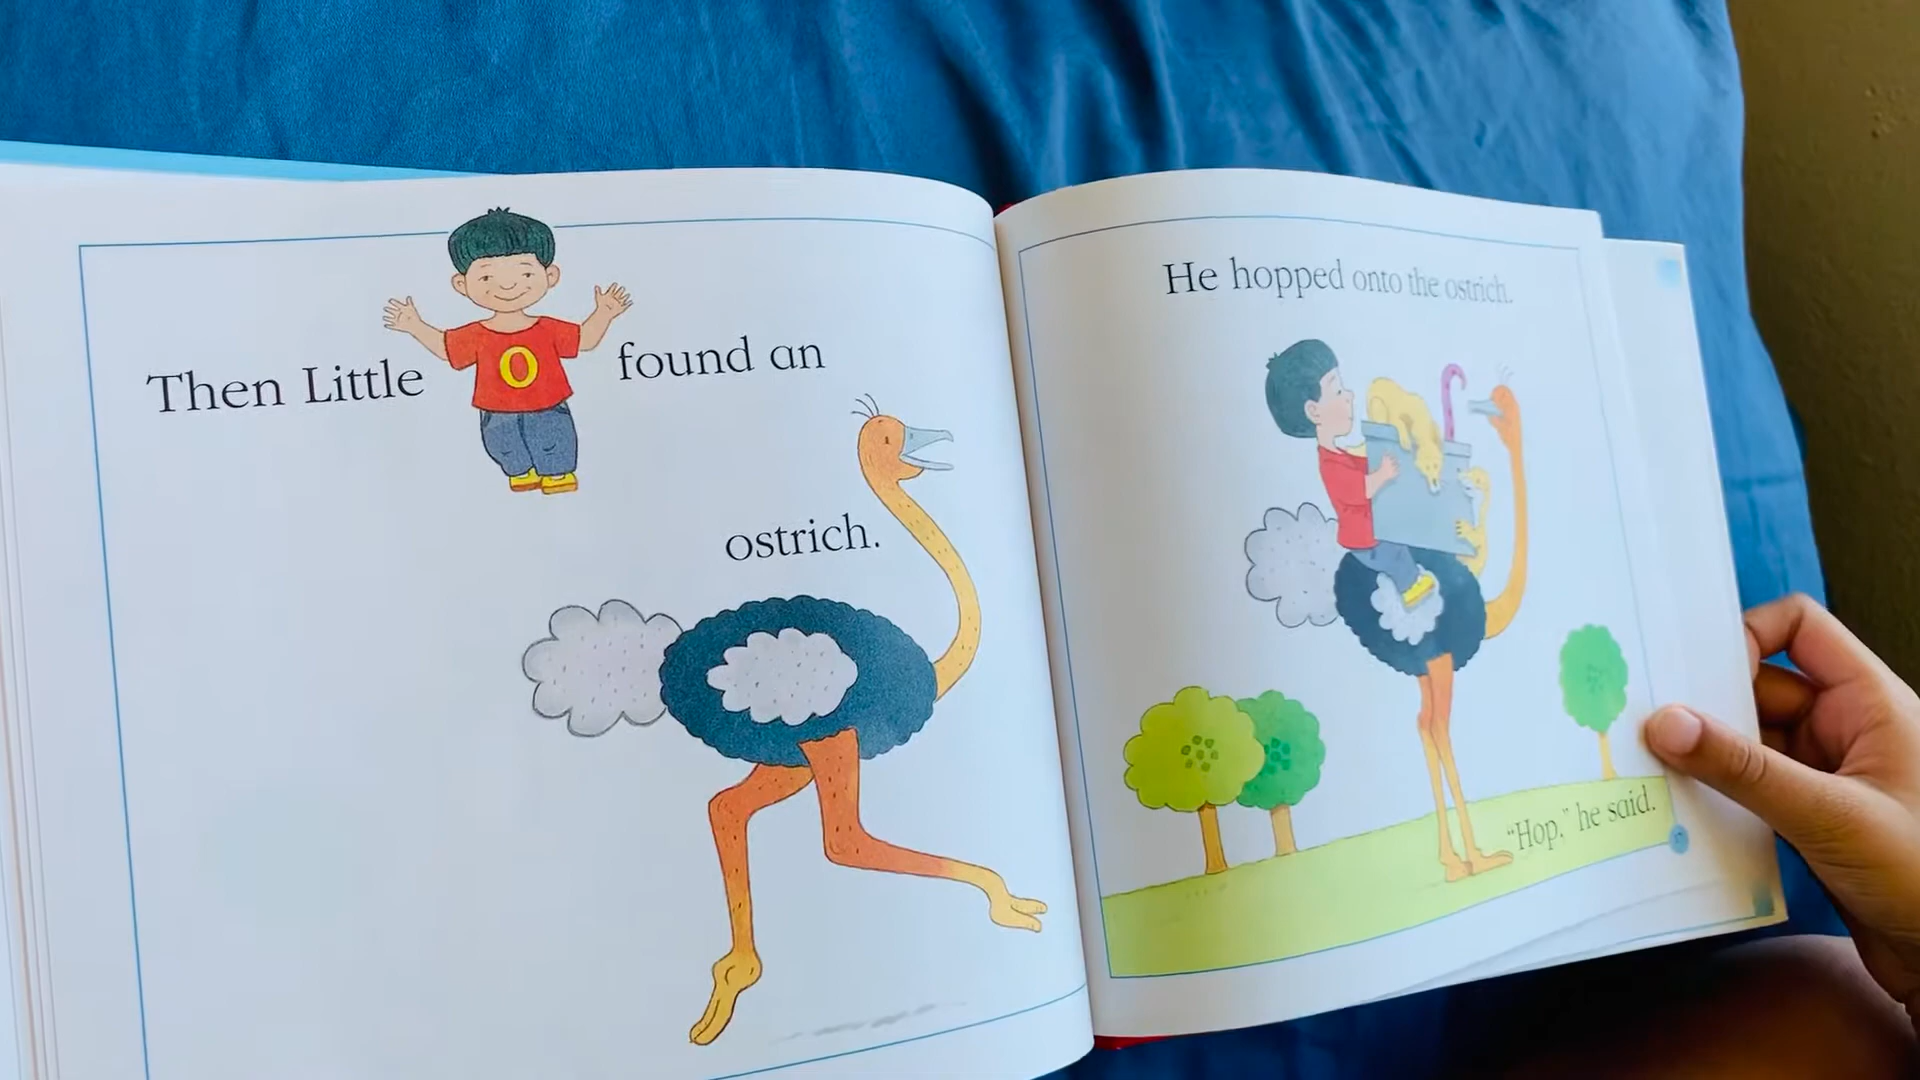 Then Little O found an
ostrich.
He hopped onto the ostrich.
“Hop,” he said.